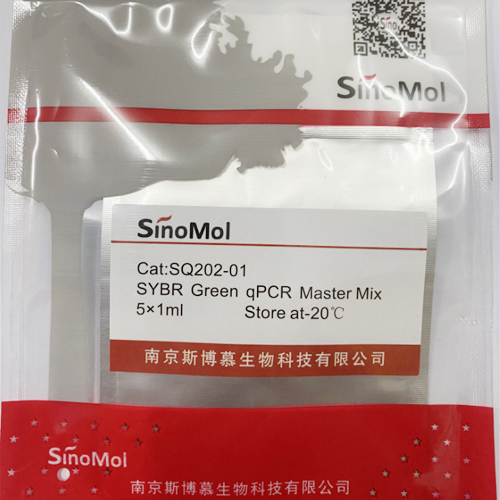 SinoMol
SinoMol
Cat:SQ202-01
SYBR Green qPCR Master Mix
5×1ml Store at-20℃
南京斯博慕生物科技有限公司
SinoMol
南京斯博慕生物科技有限公司